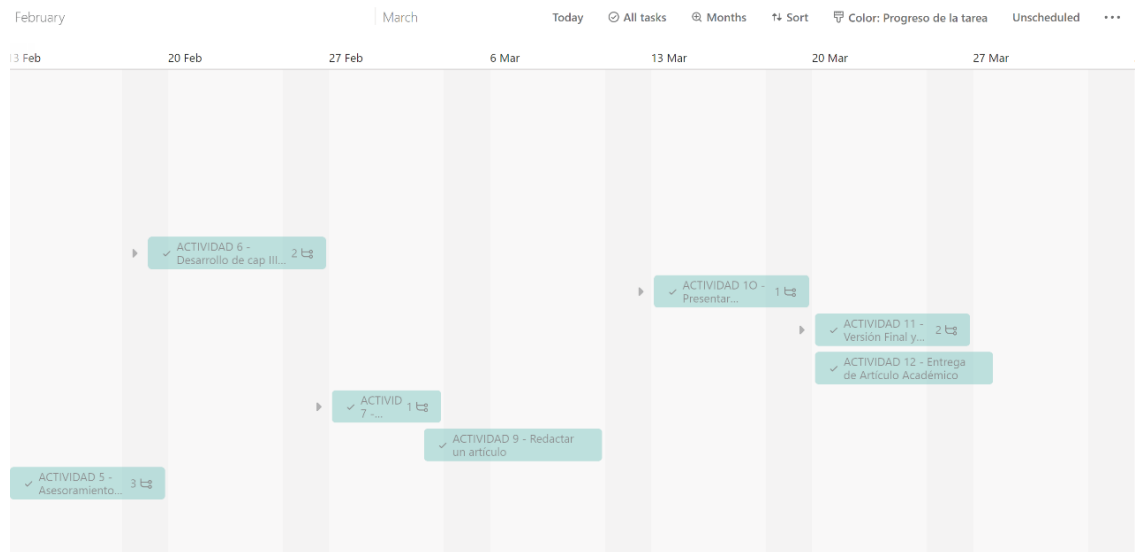 February March Today All tasks Months Sort Color: Progreso de la tarea Unscheduled
13 Feb 20 Feb 27 Feb 6 Mar 13 Mar 20 Mar 27 Mar
ACTIVIDAD 6 -
Desarrollo de cap III... 2
ACTIVIDAD 1O -
Presentar... 1
ACTIVIDAD 11 -
Versión Final y... 2
ACTIVIDAD 12 - Entrega
de Artículo Académico
ACTIVID
7 -... 1
ACTIVIDAD 9 - Redactar
un artículo
ACTIVIDAD 5 -
Asesoramiento... 3